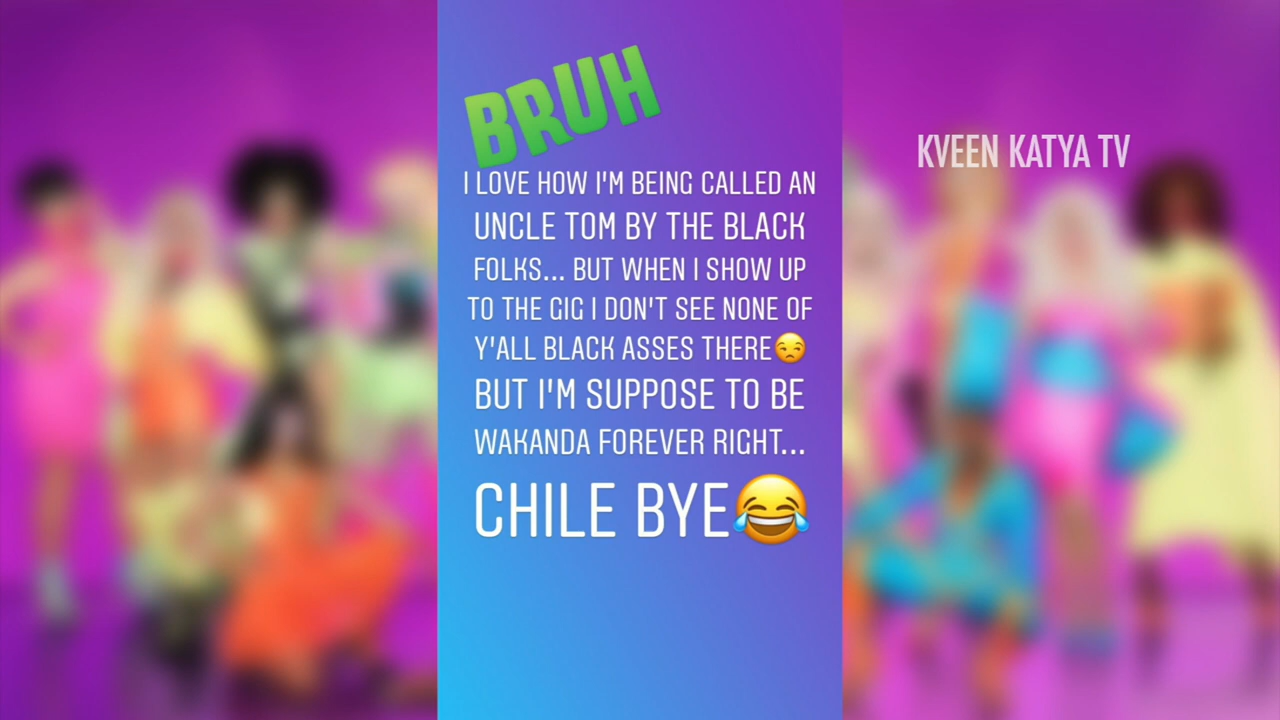 BRUH
I LOVE HOW I'M BEING CALLED AN
UNCLE TOM BY THE BLACK
FOLKS... BUT WHEN I SHOW UP
TO THE GIG I DON'T SEE NONE OF
Y'ALL BLACK ASSES THERE😒
BUT I'M SUPPOSE TO BE
WAKANDA FOREVER RIGHT...
CHILE BYE😂
KVEEN KATYA TV